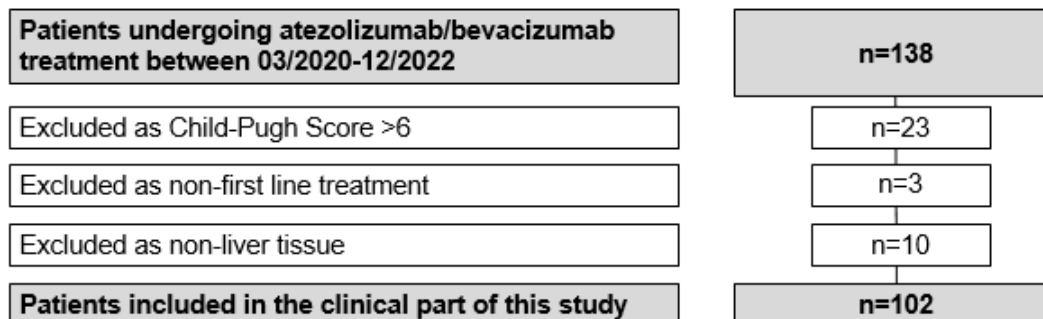 Patients undergoing atezolizumab/bevacizumab
treatment between 03/2020-12/2022
n=138
Excluded as Child-Pugh Score >6
n=23
Excluded as non-first line treatment
n=3
Excluded as non-liver tissue
n=10
Patients included in the clinical part of this study
n=102